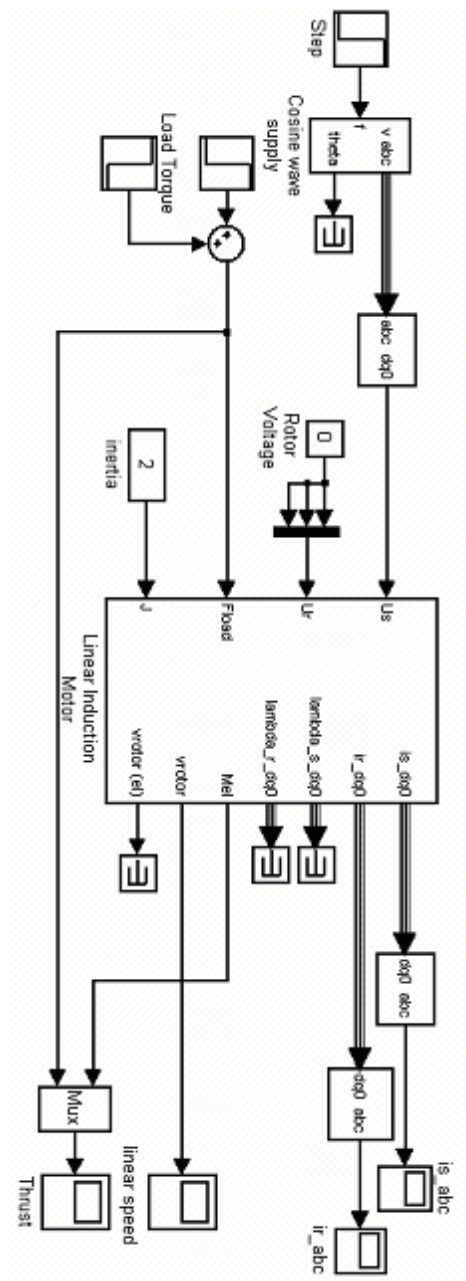 Step
v abc
f
theta
Cosine wave
supply
abc dq0
0
Rotor
Voltage
Load Torque
2
inertia
Us
Ur
Fload
J
is_dq0
ir_dq0
lambda_s_dq0
lambda_r_dq0
Mel
vrotor
vrotor (el)
Linear Induction
Motor
dq0 abc
is_abc
dq0 abc
ir_abc
linear speed
Mux
Thrust